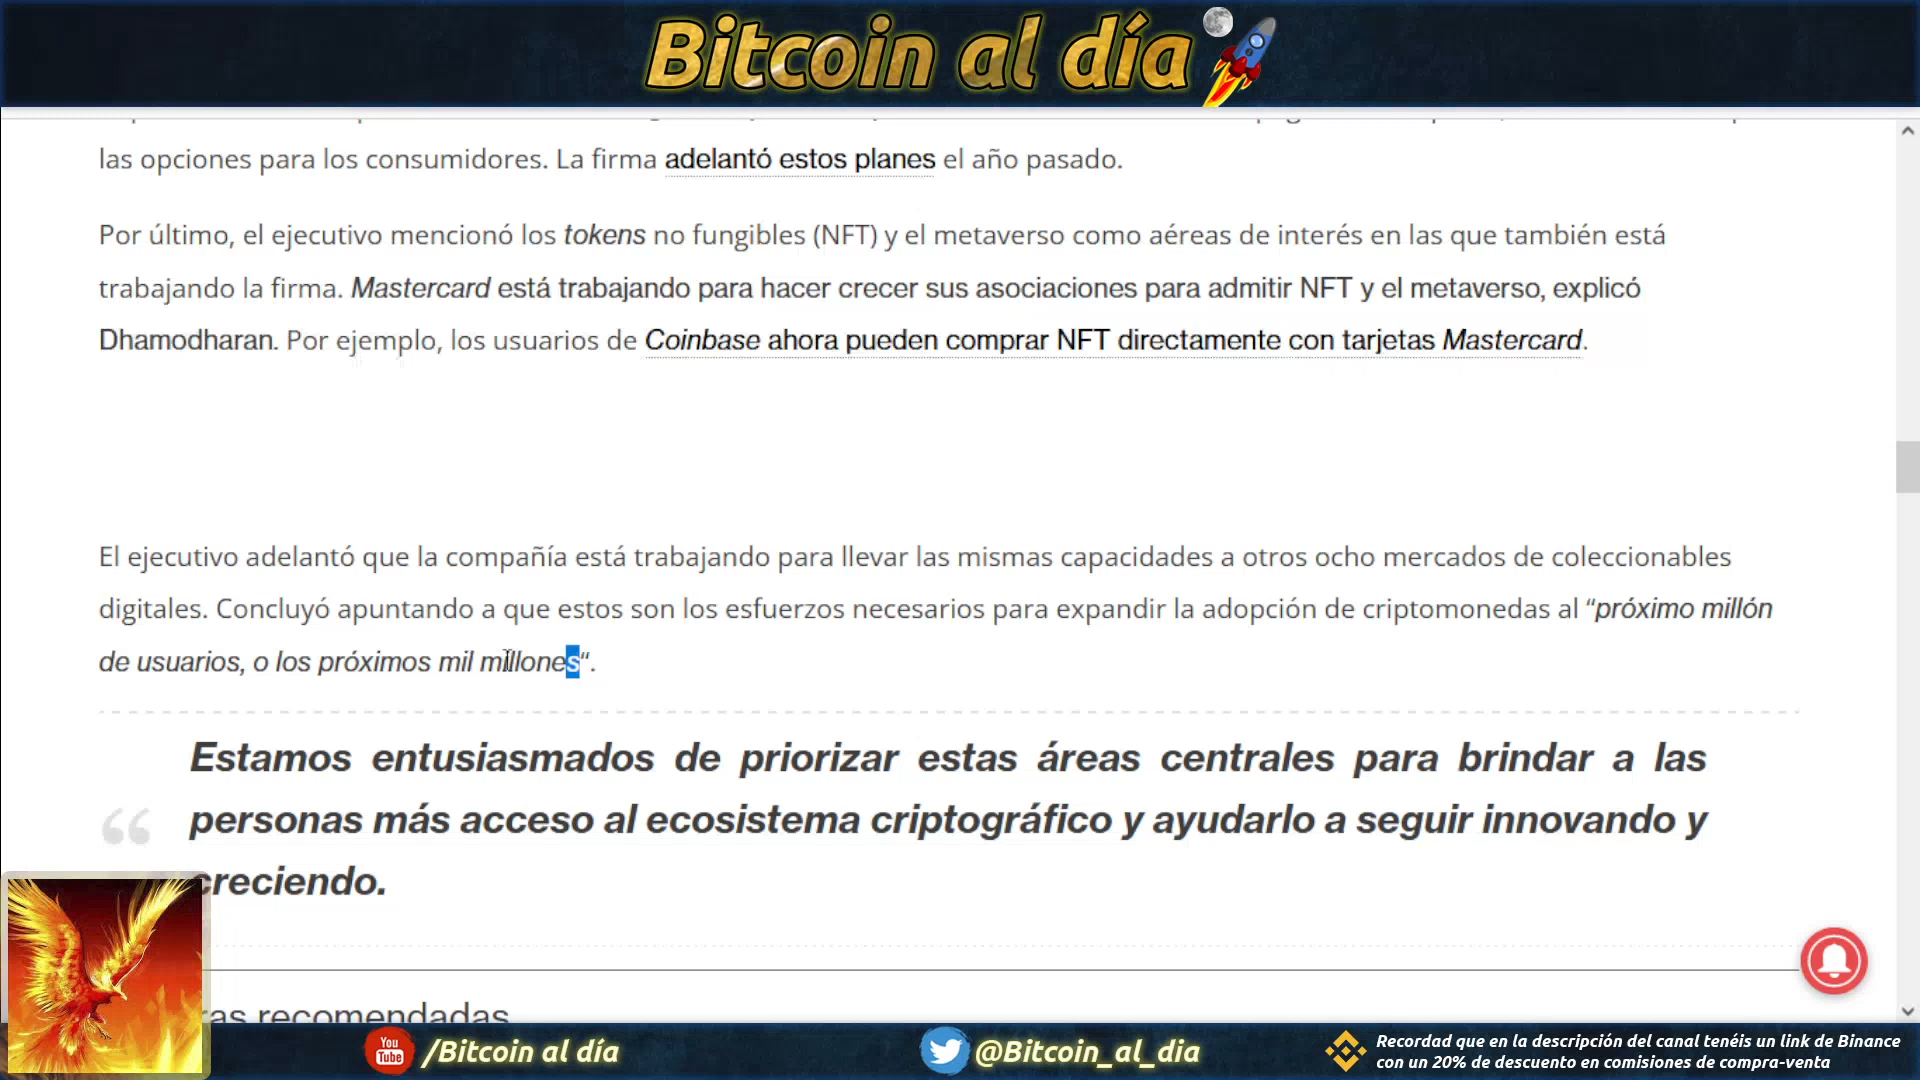 Bitcoin al día
las opciones para los consumidores. La firma adelantó estos planes el año pasado.
Por último, el ejecutivo mencionó los tokens no fungibles (NFT) y el metaverso como aéreas de interés en las que también está
trabajando la firma. Mastercard está trabajando para hacer crecer sus asociaciones para admitir NFT y el metaverso, explicó
Dhamodharan. Por ejemplo, los usuarios de Coinbase ahora pueden comprar NFT directamente con tarjetas Mastercard.
El ejecutivo adelantó que la compañía está trabajando para llevar las mismas capacidades a otros ocho mercados de coleccionables
digitales. Concluyó apuntando a que estos son los esfuerzos necesarios para expandir la adopción de criptomonedas al “próximo millón
de usuarios, o los próximos mil millones“.
“
Estamos entusiasmados de priorizar estas áreas centrales para brindar a las
personas más acceso al ecosistema criptográfico y ayudarlo a seguir innovando y
creciendo.
ras recomendadas
You Tube /Bitcoin al día
@Bitcoin_al_dia
Recordad que en la descripción del canal tenéis un link de Binance
con un 20% de descuento en comisiones de compra-venta